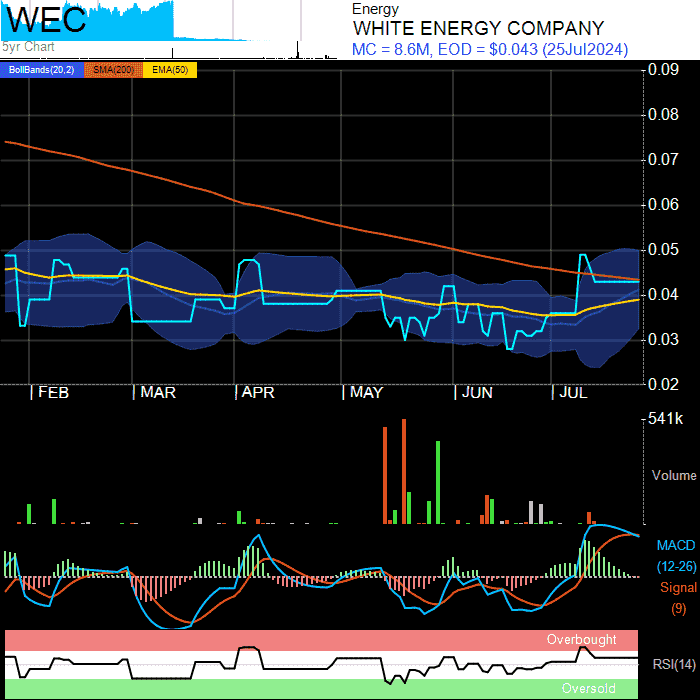 WEC
5yr Chart
Energy
WHITE ENERGY COMPANY
MC = 8.6M, EOD = $0.043 (25Jul2024)
BollBands(20,2) SMA(200) EMA(50)
0.09
0.08
0.07
0.06
0.05
0.04
0.03
0.02
FEB MAR APR MAY JUN JUL
541k
Volume
MACD
(12-26)
Signal
(9)
Overbought
RSI(14)
Oversold